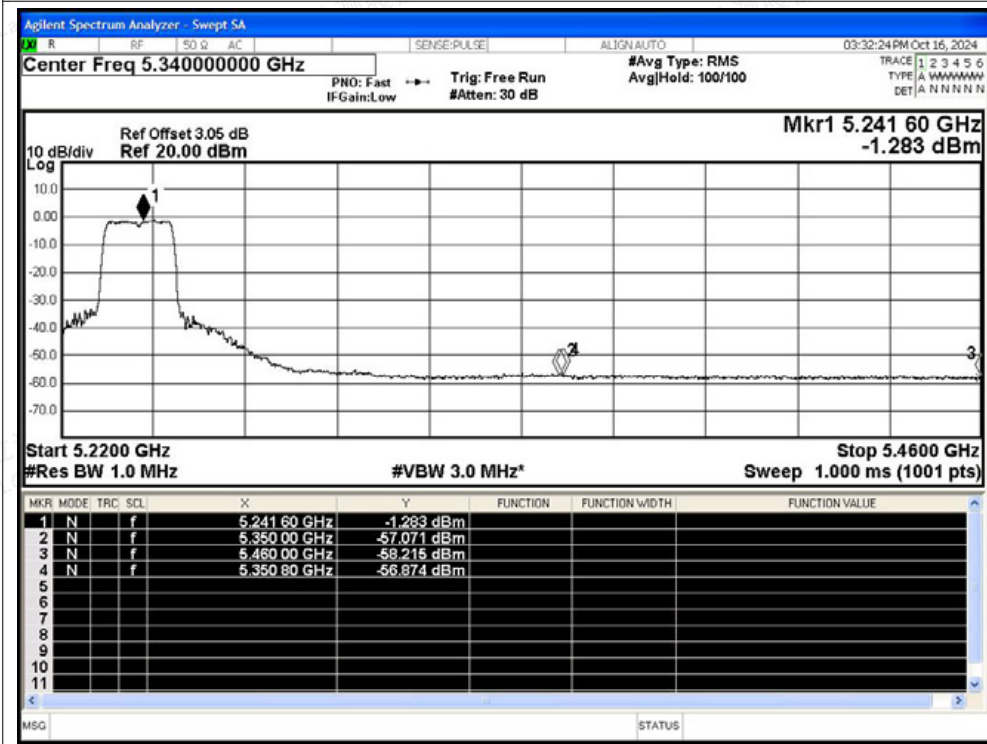 Agilent Spectrum Analyzer - Swept SA
LXI R RF 50 Ω AC SENSE:PULSE ALIGN AUTO 03:32:24 PM Oct 16, 2024
Center Freq 5.340000000 GHz
PNO: Fast
IFGain:Low
Trig: Free Run
#Atten: 30 dB
#Avg Type: RMS
Avg|Hold: 100/100
TRACE 1 2 3 4 5 6
TYPE A WWWWW
DET A N N N N N
Mkr1 5.241 60 GHz
-1.283 dBm
Ref Offset 3.05 dB
10 dB/div Ref 20.00 dBm
Log
10.0
0.00
-10.0
-20.0
-30.0
-40.0
-50.0
-60.0
-70.0
1
3
Start 5.2200 GHz Stop 5.4600 GHz
#Res BW 1.0 MHz #VBW 3.0 MHz* Sweep 1.000 ms (1001 pts)
MKR MODE TRC SCL X Y FUNCTION FUNCTION WIDTH FUNCTION VALUE
1 N f 5.241 60 GHz -1.283 dBm
2 N f 5.350 00 GHz -57.071 dBm
3 N f 5.460 00 GHz -58.215 dBm
4 N f 5.350 80 GHz -56.874 dBm
5
6
7
8
9
10
11
MSG STATUS